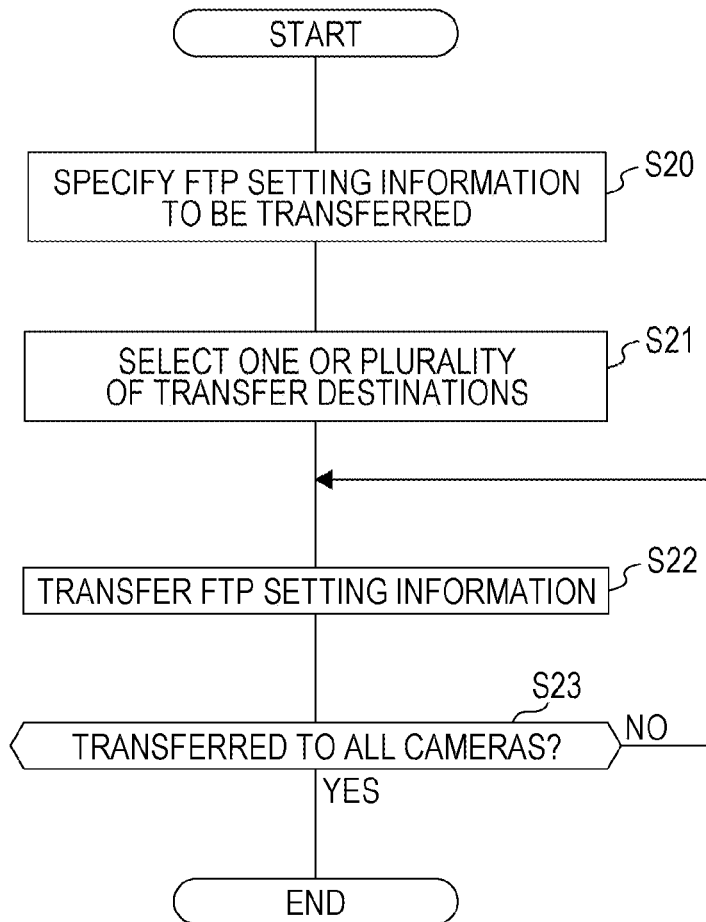 START
SPECIFY FTP SETTING INFORMATION
TO BE TRANSFERRED
S20
SELECT ONE OR PLURALITY
OF TRANSFER DESTINATIONS
S21
TRANSFER FTP SETTING INFORMATION
S22
S23
TRANSFERRED TO ALL CAMERAS?
NO
YES
END